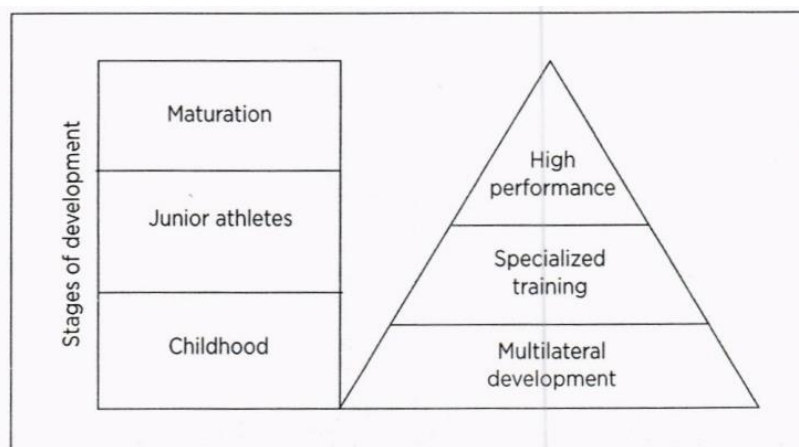 Stages of development
Maturation
Junior athletes
Childhood
High
performance
Specialized
training
Multilateral
development